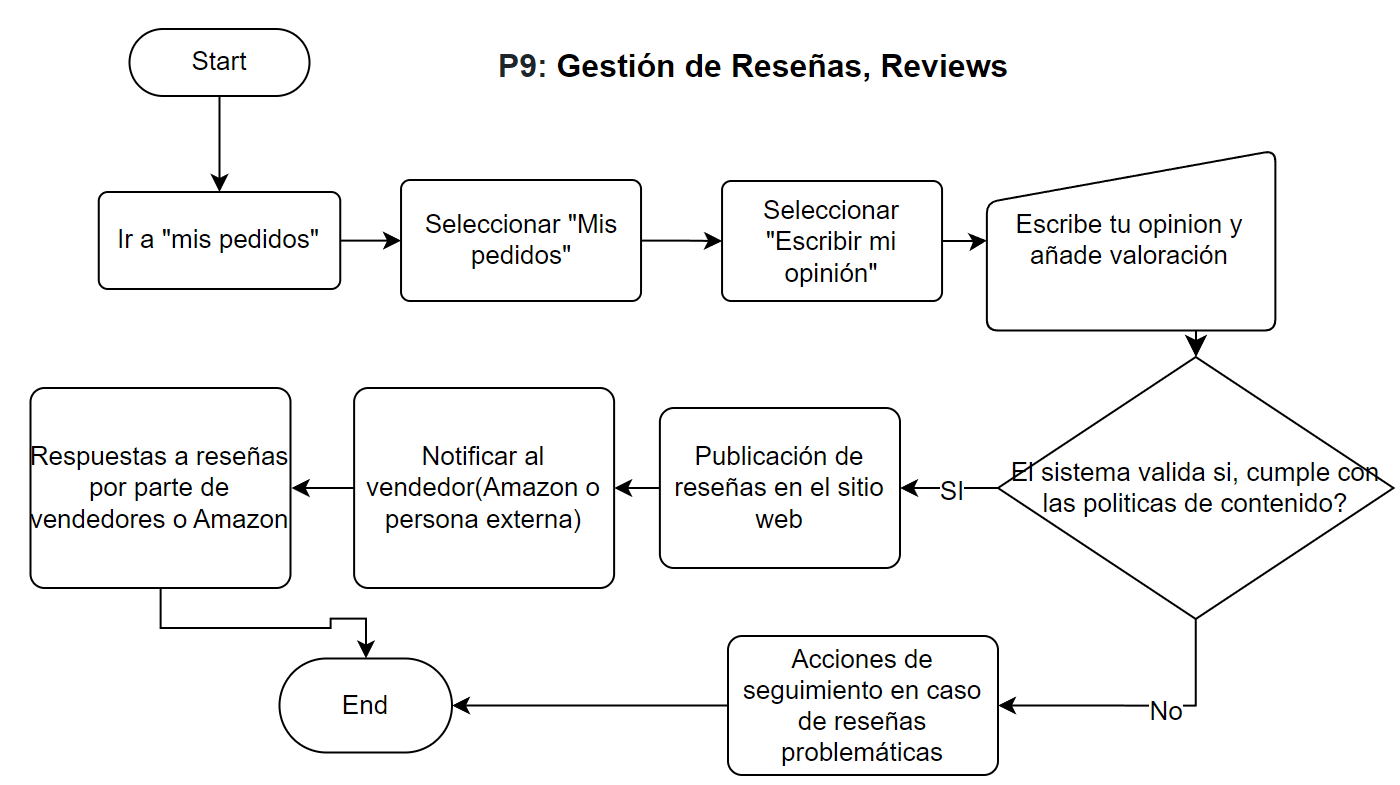 Start
P9: Gestión de Reseñas, Reviews
Ir a "mis pedidos"
Seleccionar "Mis
pedidos"
Seleccionar
"Escribir mi
opinión"
Escribe tu opinion y
añade valoración
El sistema valida si, cumple con
las politicas de contenido?
SI
Publicación de
reseñas en el sitio
web
Notificar al
vendedor(Amazon o
persona externa)
Respuestas a reseñas
por parte de
vendedores o Amazon
No
Acciones de
seguimiento en caso
de reseñas
problemáticas
End